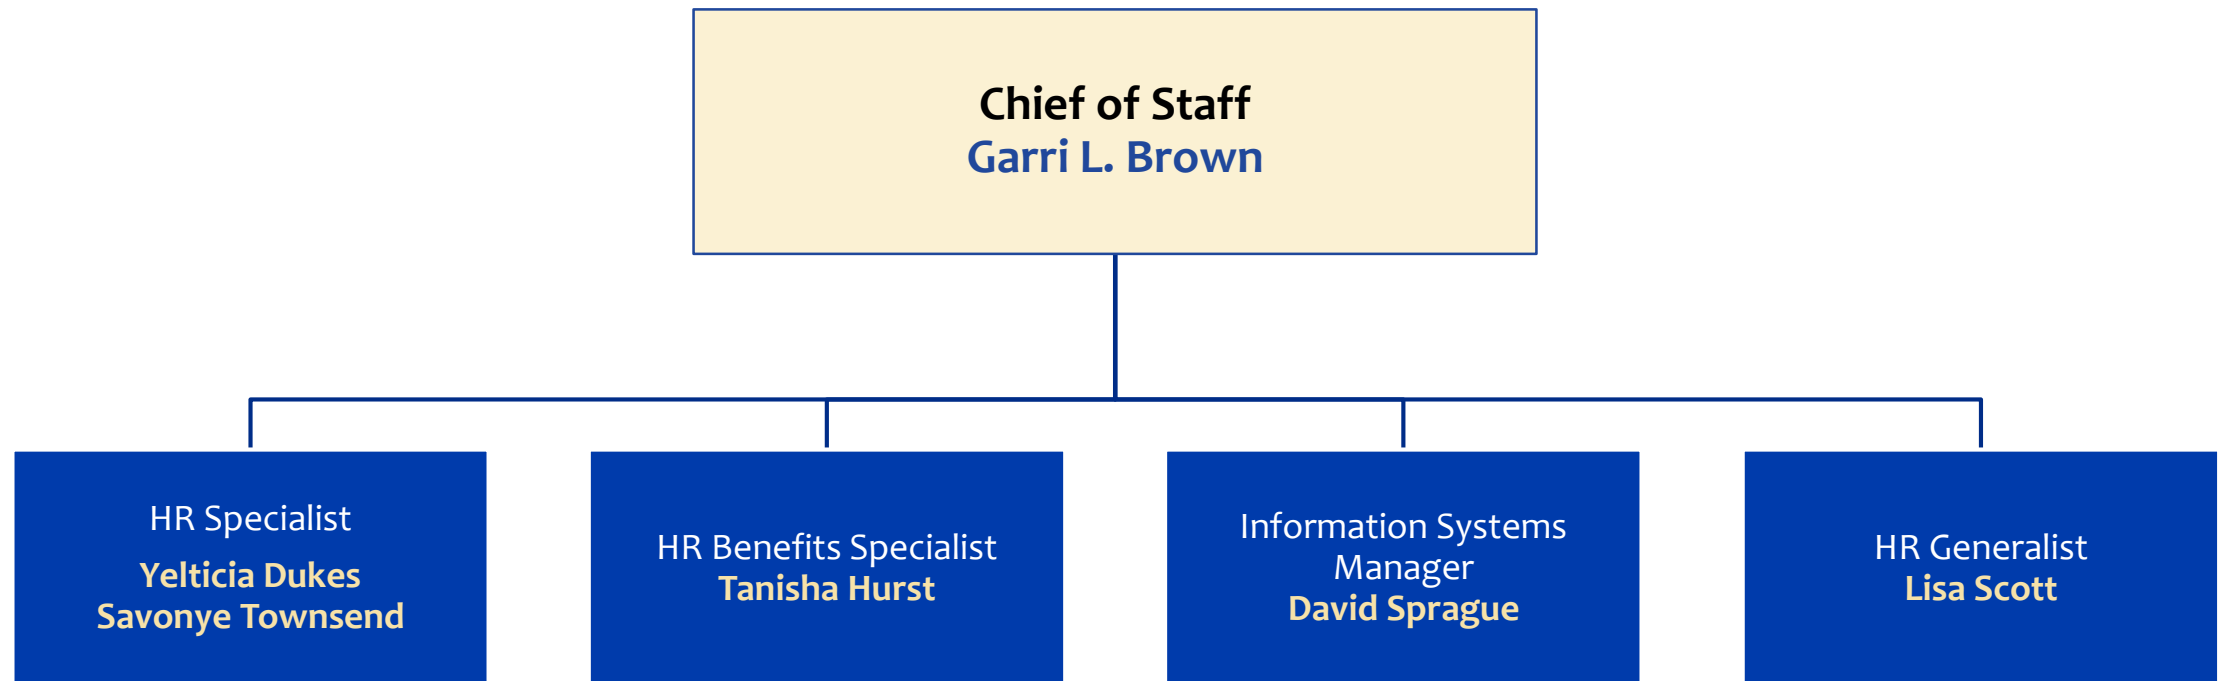 Chief of Staff
Garri L. Brown
HR Specialist
Yelticia Dukes
Savonye Townsend
HR Benefits Specialist
Tanisha Hurst
Information Systems
Manager
David Sprague
HR Generalist
Lisa Scott